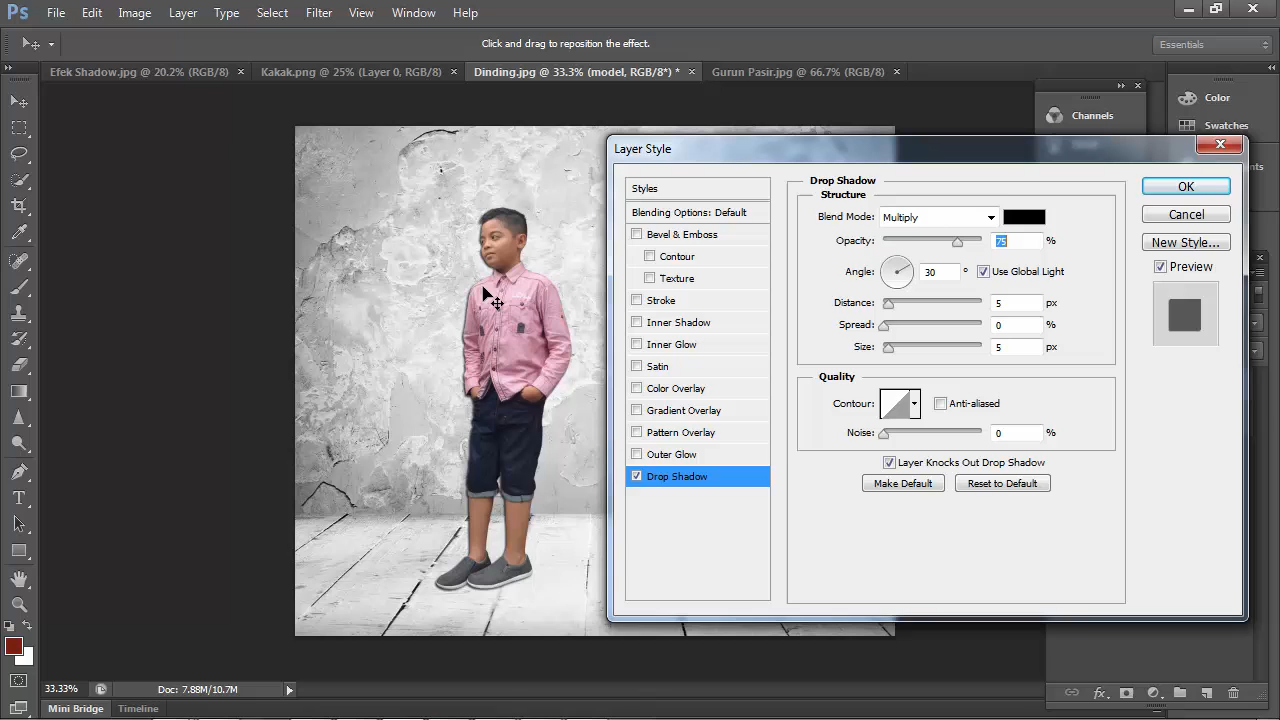 Ps File Edit Image Layer Type Select Filter View Window Help
Click and drag to reposition the effect.
Essentials
Efek Shadow.jpg @ 20.2% (RGB/8) Kakak.png @ 25% (Layer 0, RGB/8) Dinding.jpg @ 33.3% (model, RGB/8*) * Gurun Pasir.jpg @ 66.7% (RGB/8)
Channels
Color
Swatches
Layer Style
Styles
Blending Options: Default
Bevel & Emboss
Contour
Texture
Stroke
Inner Shadow
Inner Glow
Satin
Color Overlay
Gradient Overlay
Pattern Overlay
Outer Glow
Drop Shadow
Drop Shadow
Structure
Blend Mode: Multiply
Opacity: 75 %
Angle: 30 ° Use Global Light
Distance: 5 px
Spread: 0 %
Size: 5 px
Quality
Contour: Anti-aliased
Noise: 0 %
Layer Knocks Out Drop Shadow
Make Default Reset to Default
OK
Cancel
New Style...
Preview
T
fx
33.33% Doc: 7.88M/10.7M
Mini Bridge Timeline